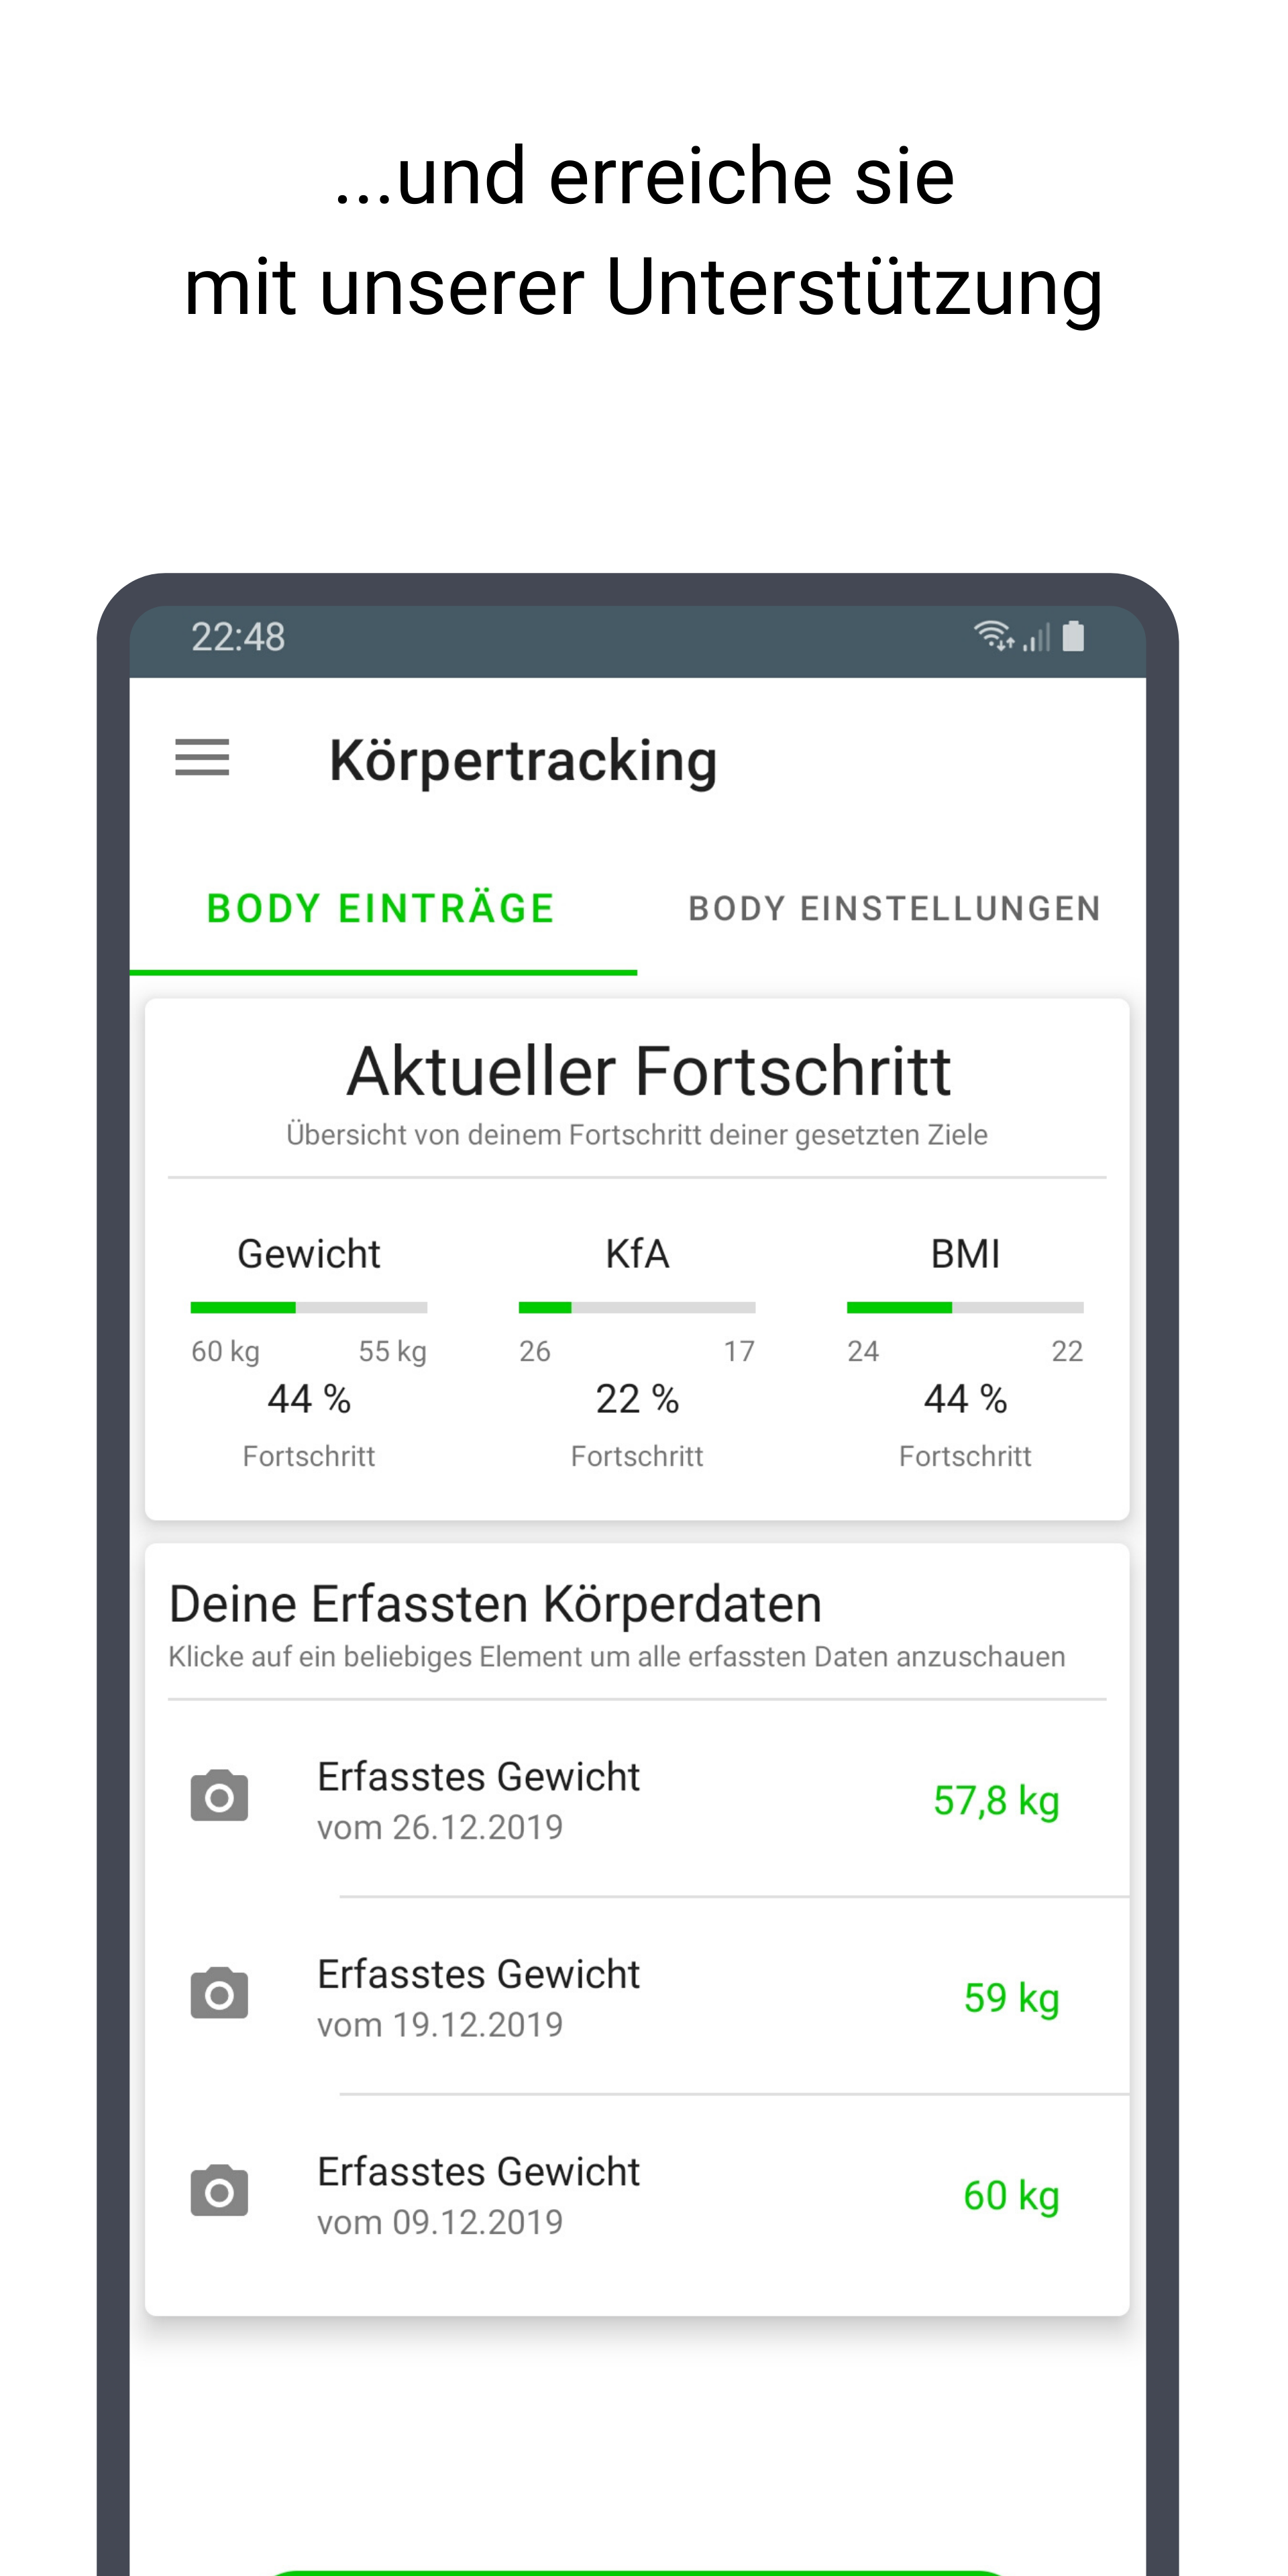 ...und erreiche sie
mit unserer Unterstützung
22:48
Körpertracking
BODY EINTRÄGE
BODY EINSTELLUNGEN
Aktueller Fortschritt
Übersicht von deinem Fortschritt deiner gesetzten Ziele
Gewicht
KfA
BMI
60 kg 55 kg
26 17
24 22
44 %
22 %
44 %
Fortschritt
Fortschritt
Fortschritt
Deine Erfassten Körperdaten
Klicke auf ein beliebiges Element um alle erfassten Daten anzuschauen
Erfasstes Gewicht
vom 26.12.2019
57,8 kg
Erfasstes Gewicht
vom 19.12.2019
59 kg
Erfasstes Gewicht
vom 09.12.2019
60 kg